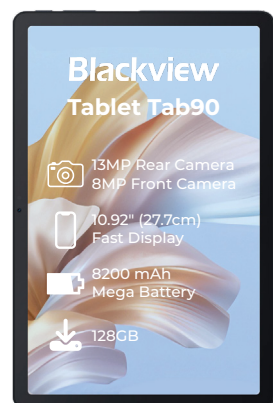 Blackview
Tablet Tab90
13MP Rear Camera
8MP Front Camera
10.92" (27.7cm)
Fast Display
8200 mAh
Mega Battery
128GB